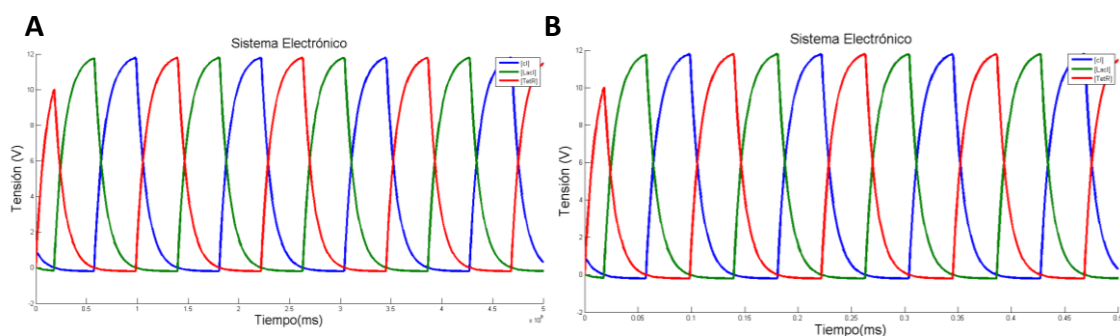 A
Sistema Electrónico
Tensión (V)
12
10
8
6
4
2
0
-2
[cI]
[LacI]
[TetR]
0 0.5 1 1.5 2 2.5 3 3.5 4 4.5 5
Tiempo(ms)
B
Sistema Electrónico
Tensión (V)
12
10
8
6
4
2
0
-2
[cI]
[LacI]
[TetR]
0 0.05 0.1 0.15 0.2 0.25 0.3 0.35 0.4 0.45 0.5
Tiempo(ms)